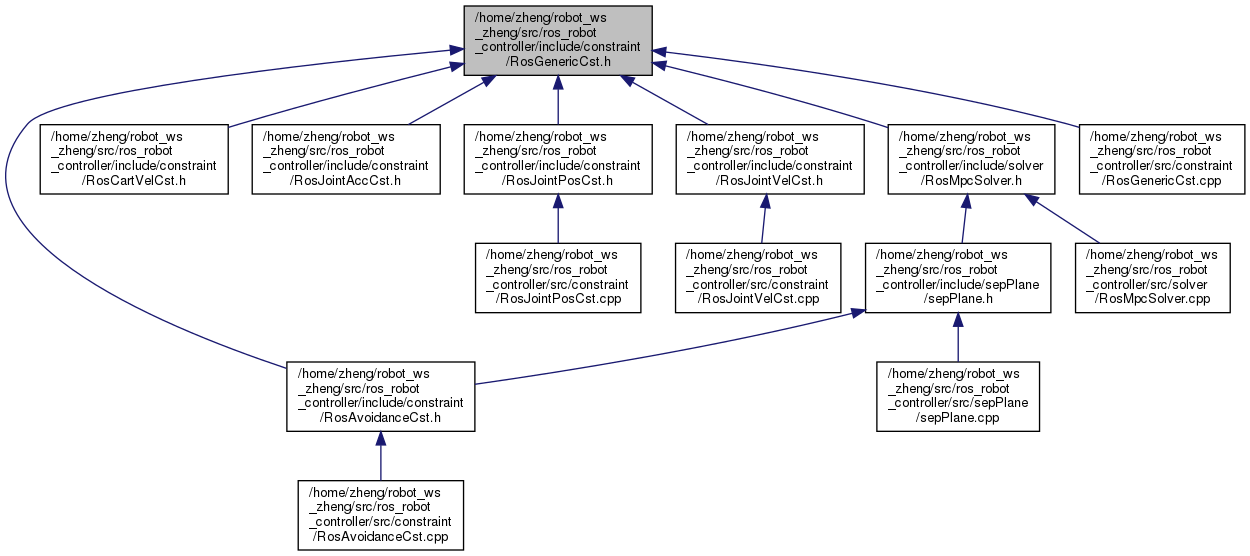 /home/zheng/robot_ws
_zheng/src/ros_robot
_controller/include/constraint
/RosGenericCst.h
/home/zheng/robot_ws
_zheng/src/ros_robot
_controller/include/constraint
/RosCartVelCst.h
/home/zheng/robot_ws
_zheng/src/ros_robot
_controller/include/constraint
/RosJointAccCst.h
/home/zheng/robot_ws
_zheng/src/ros_robot
_controller/include/constraint
/RosJointPosCst.h
/home/zheng/robot_ws
_zheng/src/ros_robot
_controller/include/constraint
/RosJointVelCst.h
/home/zheng/robot_ws
_zheng/src/ros_robot
_controller/include/solver
/RosMpcSolver.h
/home/zheng/robot_ws
_zheng/src/ros_robot
_controller/src/constraint
/RosGenericCst.cpp
/home/zheng/robot_ws
_zheng/src/ros_robot
_controller/src/constraint
/RosJointPosCst.cpp
/home/zheng/robot_ws
_zheng/src/ros_robot
_controller/src/constraint
/RosJointVelCst.cpp
/home/zheng/robot_ws
_zheng/src/ros_robot
_controller/include/sepPlane
/sepPlane.h
/home/zheng/robot_ws
_zheng/src/ros_robot
_controller/src/solver
/RosMpcSolver.cpp
/home/zheng/robot_ws
_zheng/src/ros_robot
_controller/include/constraint
/RosAvoidanceCst.h
/home/zheng/robot_ws
_zheng/src/ros_robot
_controller/src/sepPlane
/sepPlane.cpp
/home/zheng/robot_ws
_zheng/src/ros_robot
_controller/src/constraint
/RosAvoidanceCst.cpp